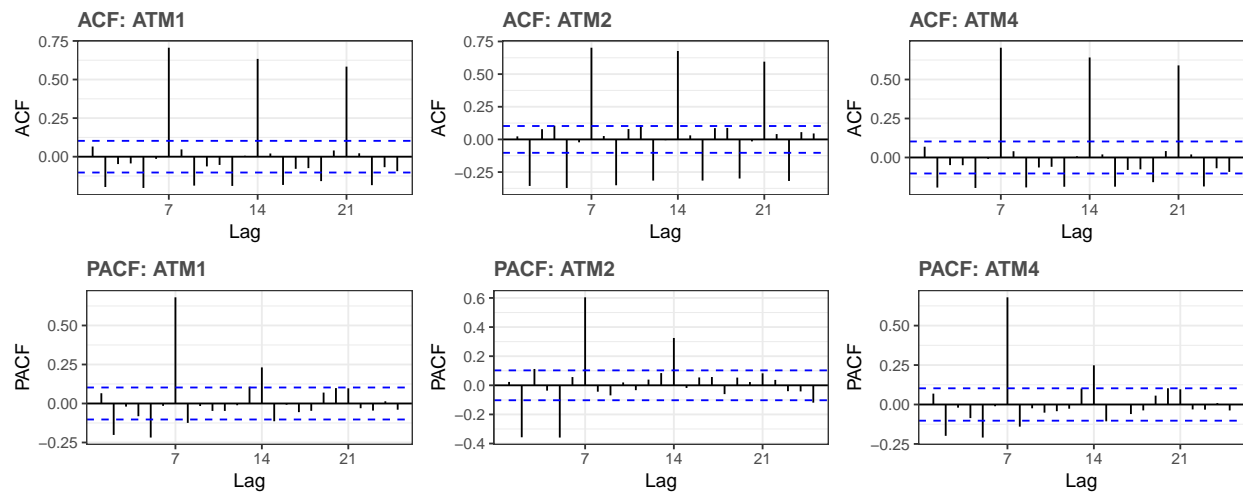 ACF: ATM1
0.75
0.50
0.25
0.00
ACF
7
14
21
Lag
ACF: ATM2
0.75
0.50
0.25
0.00
−0.25
ACF
7
14
21
Lag
ACF: ATM4
0.50
0.25
0.00
ACF
7
14
21
Lag
PACF: ATM1
0.50
0.25
0.00
−0.25
PACF
7
14
21
Lag
PACF: ATM2
0.6
0.4
0.2
0.0
−0.2
−0.4
PACF
7
14
21
Lag
PACF: ATM4
0.50
0.25
0.00
−0.25
PACF
7
14
21
Lag